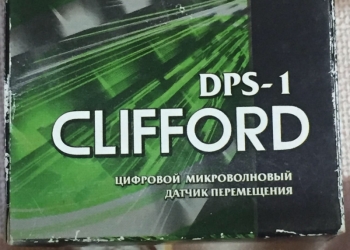 DPS-1
CLIFFORD
ЦИФРОВОЙ МИКРОВОЛНОВЫЙ
ДАТЧИК ПЕРЕМЕЩЕНИЯ